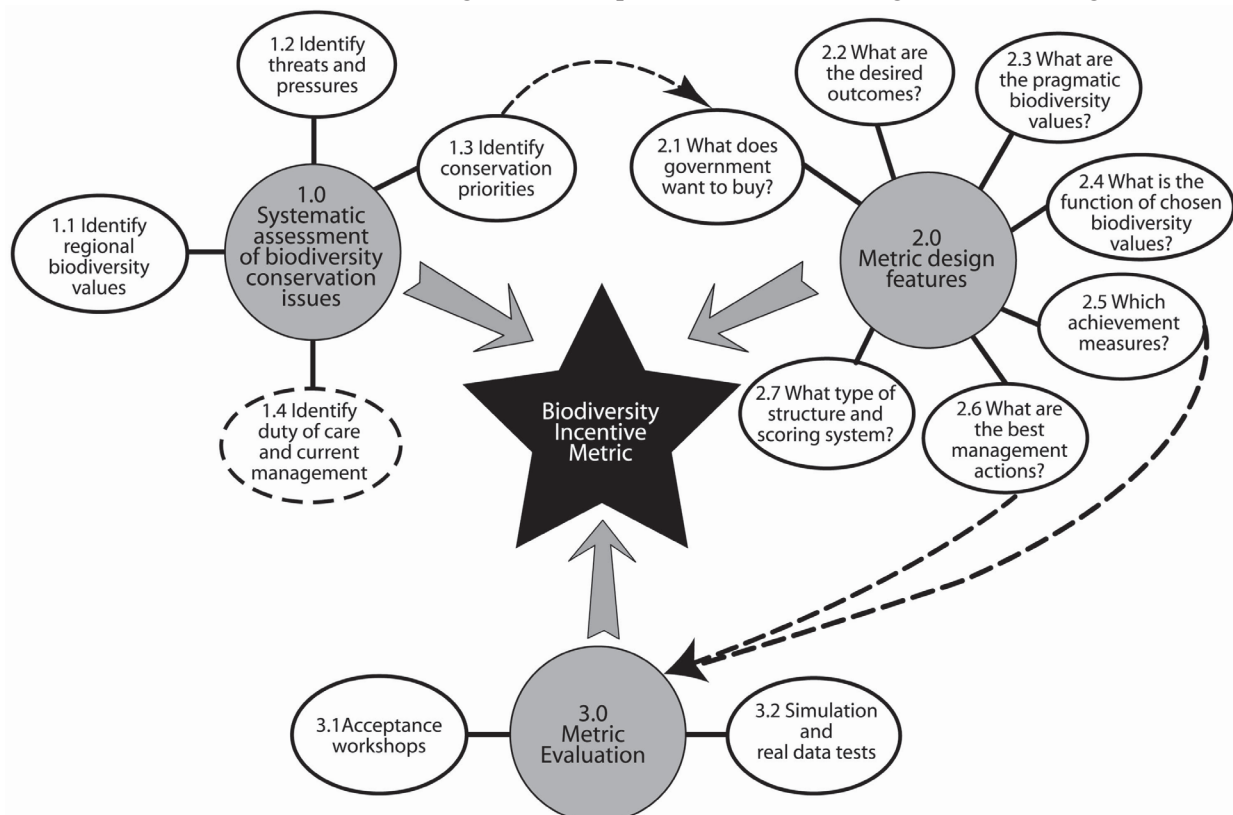 1.2 Identify
threats and
pressures
1.3 Identify
conservation
priorities
1.1 Identify
regional
biodiversity
values
1.0
Systematic
assessment
of biodiversity
conservation
issues
1.4 Identify
duty of care
and current
management
2.1 What does
government
want to buy?
2.2 What are
the desired
outcomes?
2.3 What are
the pragmatic
biodiversity
values?
2.4 What is the
function of chosen
biodiversity
values?
2.0
Metric design
features
2.5 Which
achievement
measures?
2.6 What are
the best
management
actions?
2.7 What type of
structure and
scoring system?
Biodiversity
Incentive
Metric
3.1Acceptance
workshops
3.0
Metric
Evaluation
3.2 Simulation
and
real data tests